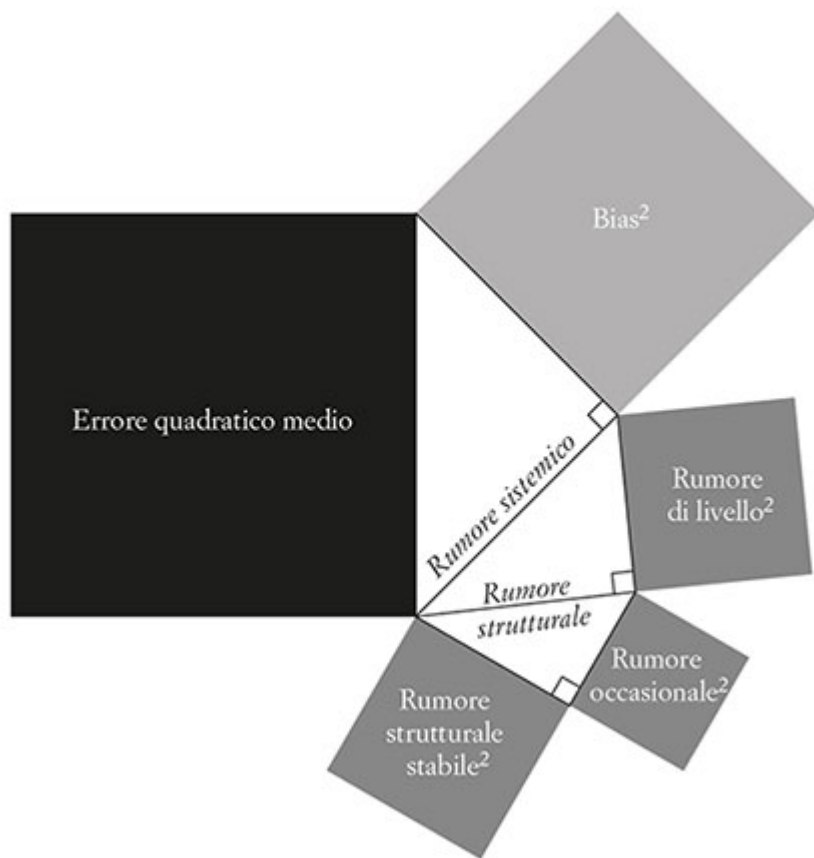 Bias²
Errore quadratico medio
Rumore sistemico
Rumore
di livello²
Rumore
strutturale
Rumore
occasionale²
Rumore
strutturale
stabile²